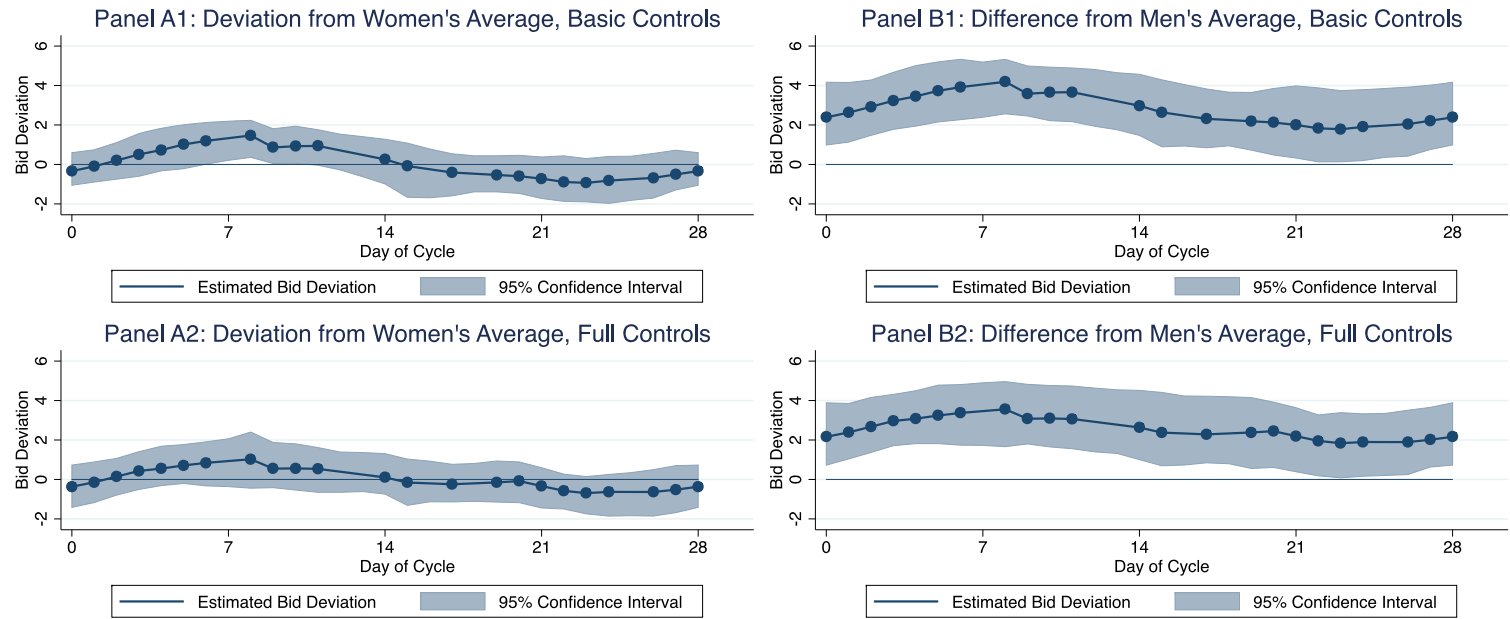 Panel A1: Deviation from Women's Average, Basic Controls
6
4
2
0
-2
Bid Deviation
0 7 14 21 28
Day of Cycle
Estimated Bid Deviation 95% Confidence Interval
Panel B1: Difference from Men's Average, Basic Controls
6
4
2
0
-2
Bid Deviation
0 7 14 21 28
Day of Cycle
Estimated Bid Deviation 95% Confidence Interval
Panel A2: Deviation from Women's Average, Full Controls
6
4
2
0
-2
Bid Deviation
0 7 14 21 28
Day of Cycle
Estimated Bid Deviation 95% Confidence Interval
Panel B2: Difference from Men's Average, Full Controls
6
4
2
0
-2
Bid Deviation
0 7 14 21 28
Day of Cycle
Estimated Bid Deviation 95% Confidence Interval